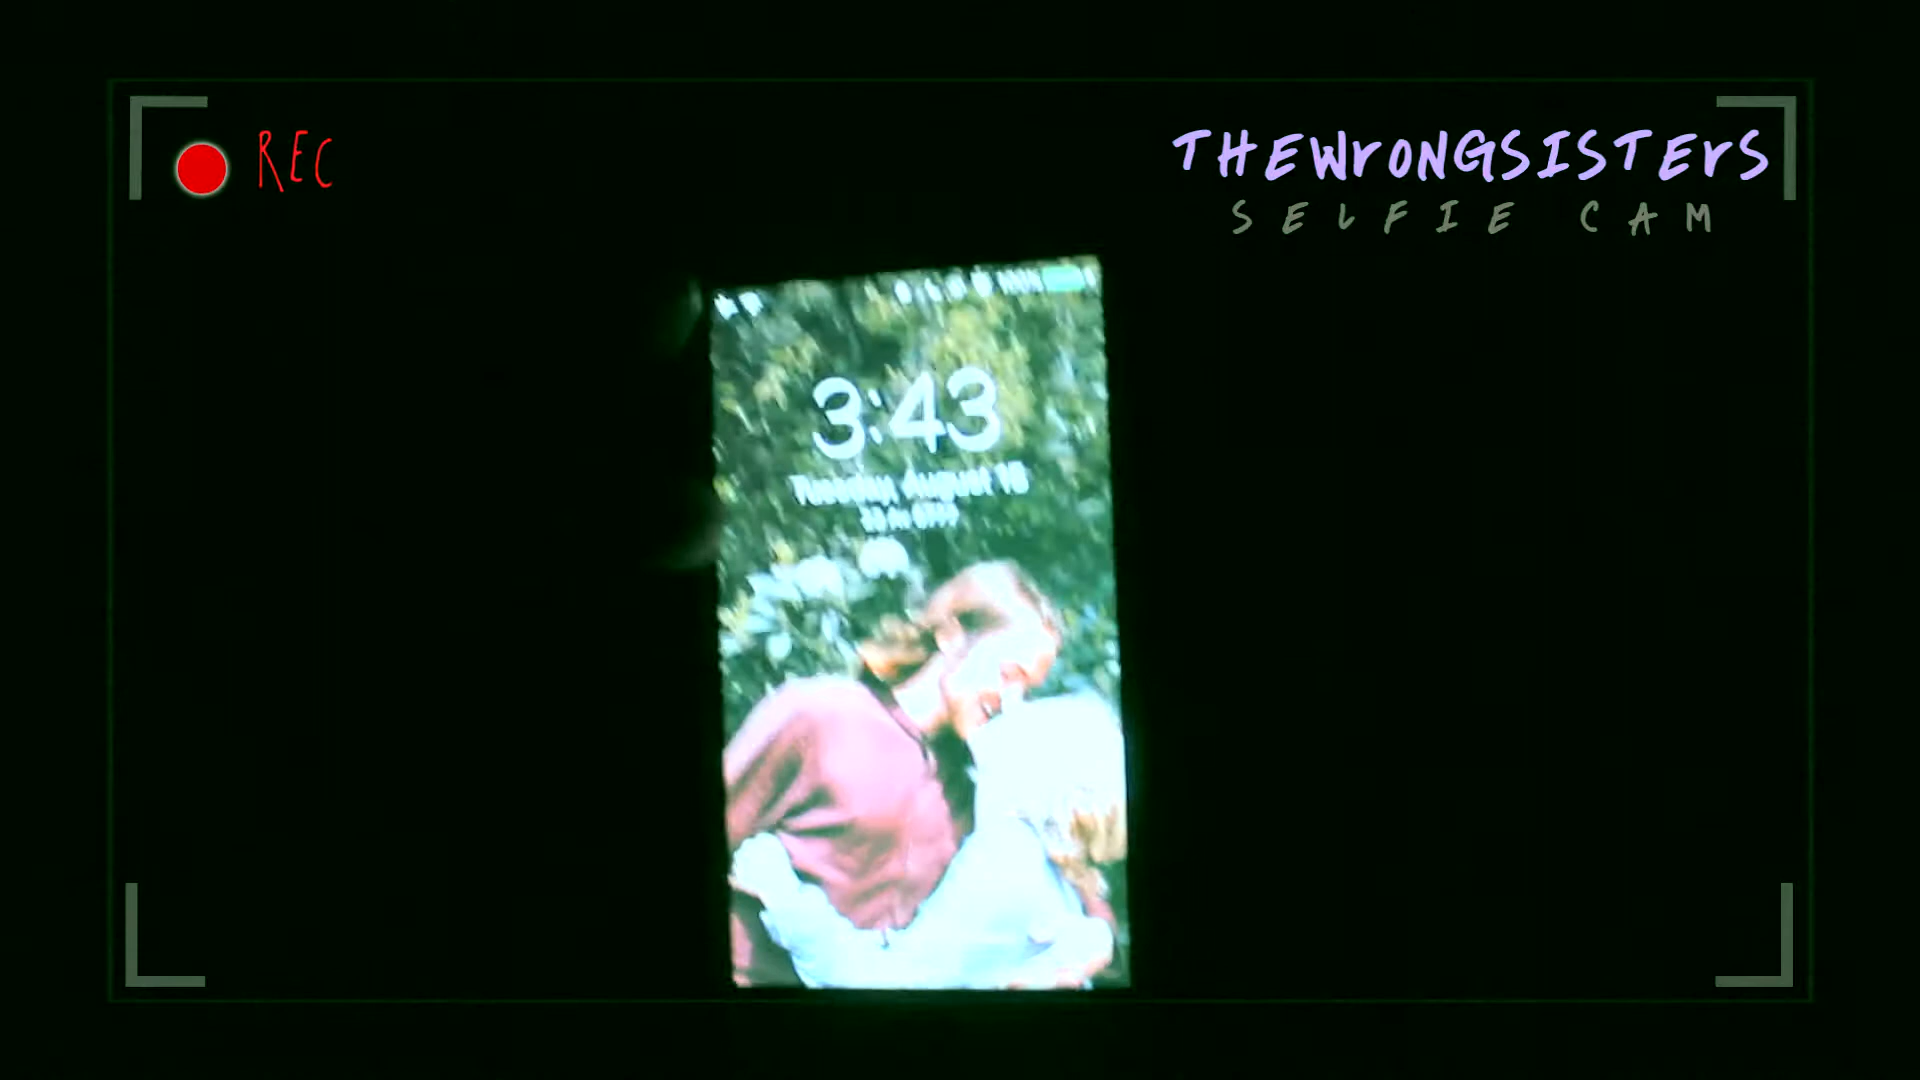 REC
THEWrONGSISTErS
SELFIE CAM
3:43
Tuesday, August 16